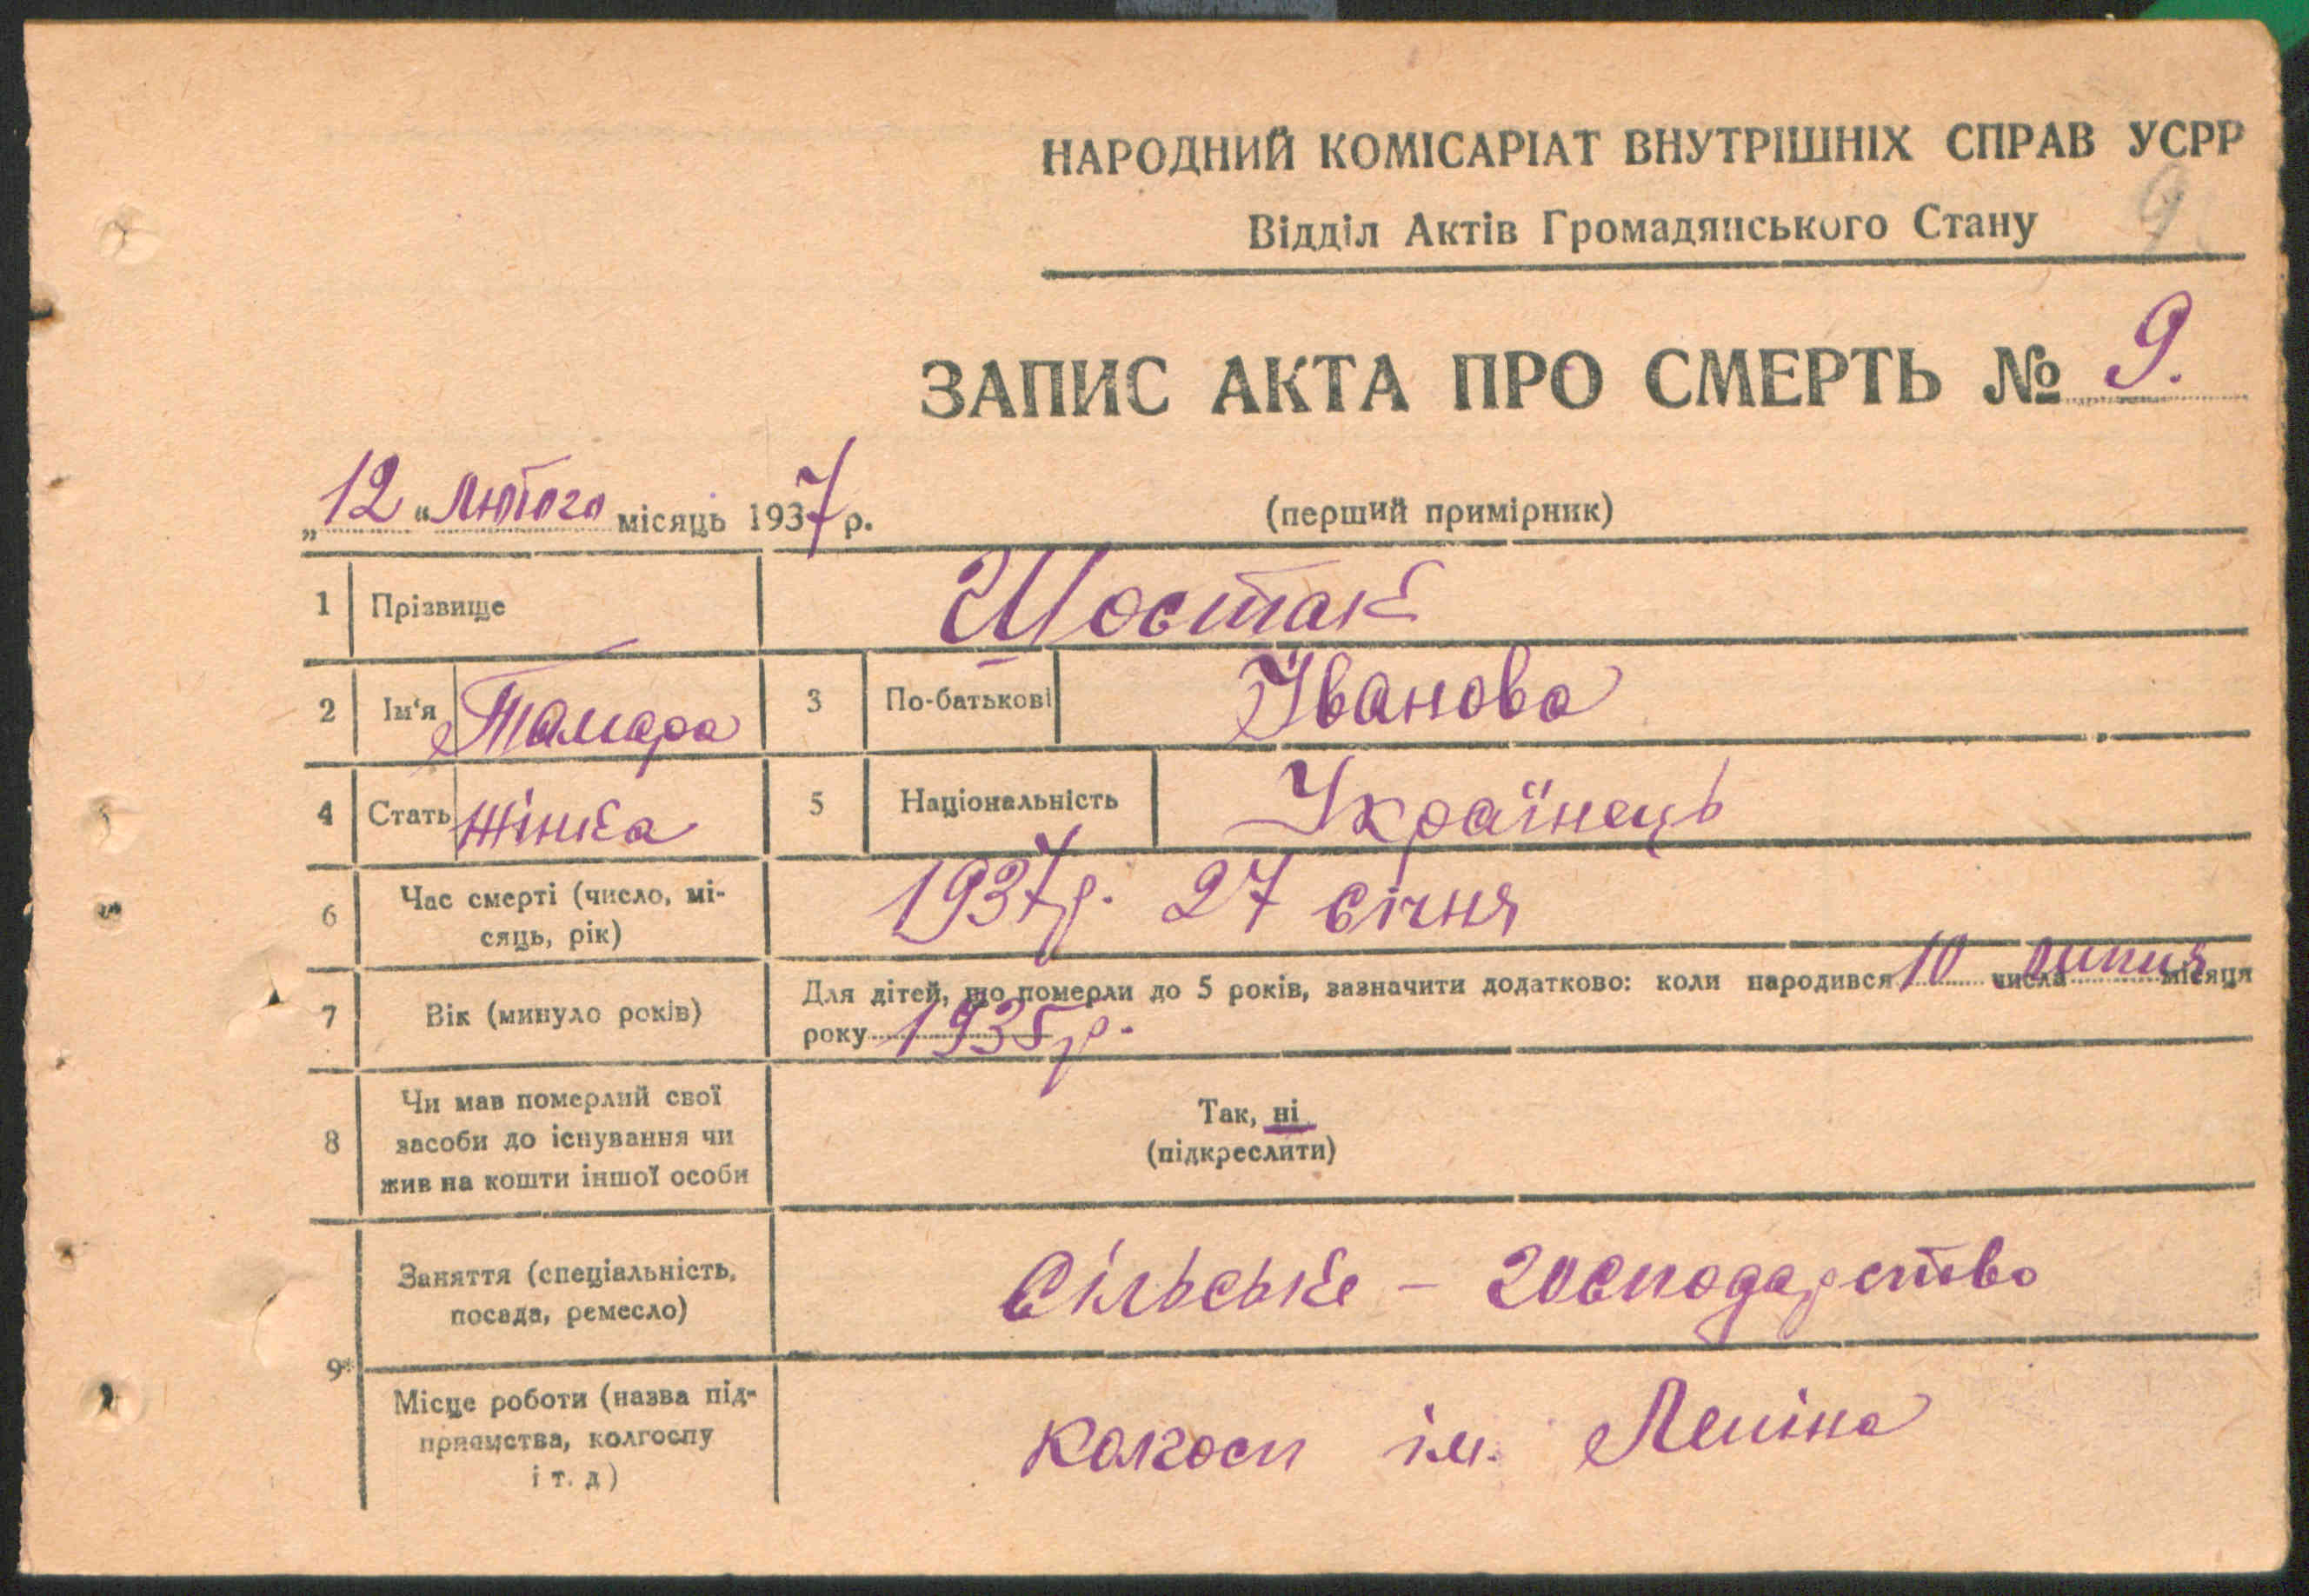 НАРОДНИЙ КОМІСАРІАТ ВНУТРІШНІХ СПРАВ УСРР
Відділ Актів Громадянського Стану
9
ЗАПИС АКТА ПРО СМЕРТЬ № 9.
„12“ Лютого місяць 1937 р.
(перший примірник)
1 Прізвище Шостак
2 Ім'я Тамара 3 По-батькові Іванова
4 Стать жінка 5 Національність Українець
6 Час смерті (число, мі-
сяць, рік) 1937 р. 27 січня
7 Вік (минуло років) Для дітей, що померли до 5 років, зазначити додатково: коли народився 10 числа липня місяця
року 1935 р.
8 Чи мав померлий свої
засоби до існування чи
жив на кошти іншої особи
Так, ні
(підкреслити)
9* Заняття (спеціальність,
посада, ремесло) Сільське - господарство
Місце роботи (назва під-
приємства, колгоспу
і т. д) колгосп ім. Леніна